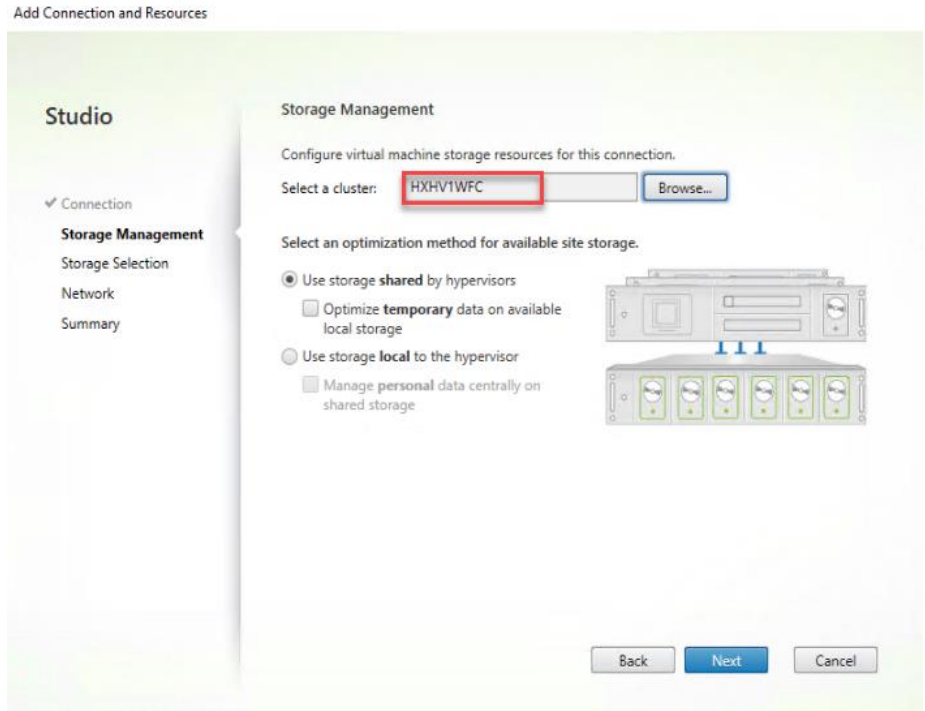 Add Connection and Resources
Studio
Connection
Storage Management
Storage Selection
Network
Summary
Storage Management
Configure virtual machine storage resources for this connection.
Select a cluster: HXHV1WFC Browse...
Select an optimization method for available site storage.
Use storage shared by hypervisors
Optimize temporary data on available
local storage
Use storage local to the hypervisor
Manage personal data centrally on
shared storage
Back Next Cancel